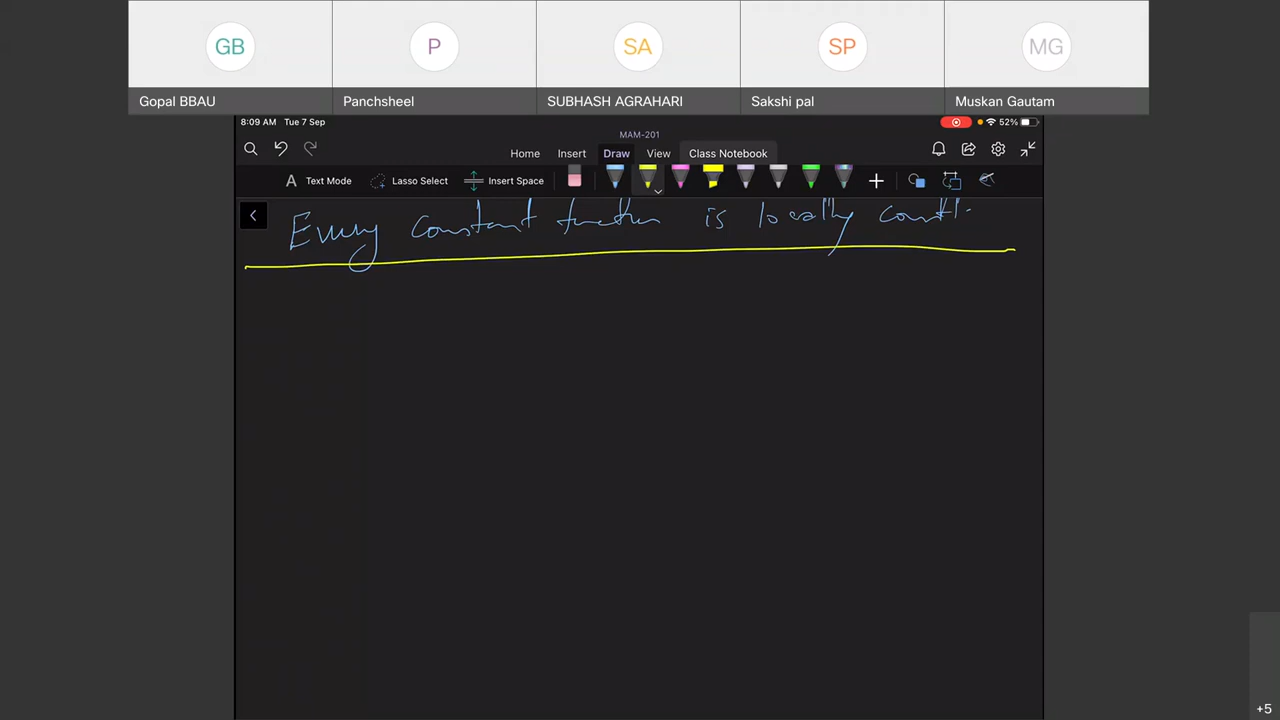 GB P SA SP MG
Gopal BBAU Panchsheel SUBHASH AGRAHARI Sakshi pal Muskan Gautam
8:09 AM Tue 7 Sep 52%
MAM-201
Home Insert Draw View Class Notebook
A Text Mode Lasso Select Insert Space
Every constant function is locally
+5